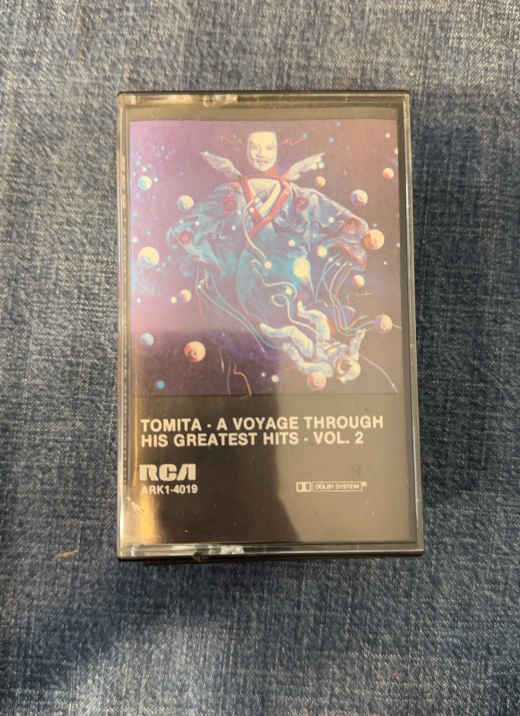 TOMITA · A VOYAGE THROUGH
HIS GREATEST HITS · VOL. 2
RCA
ARK1-4019
DOLBY SYSTEM